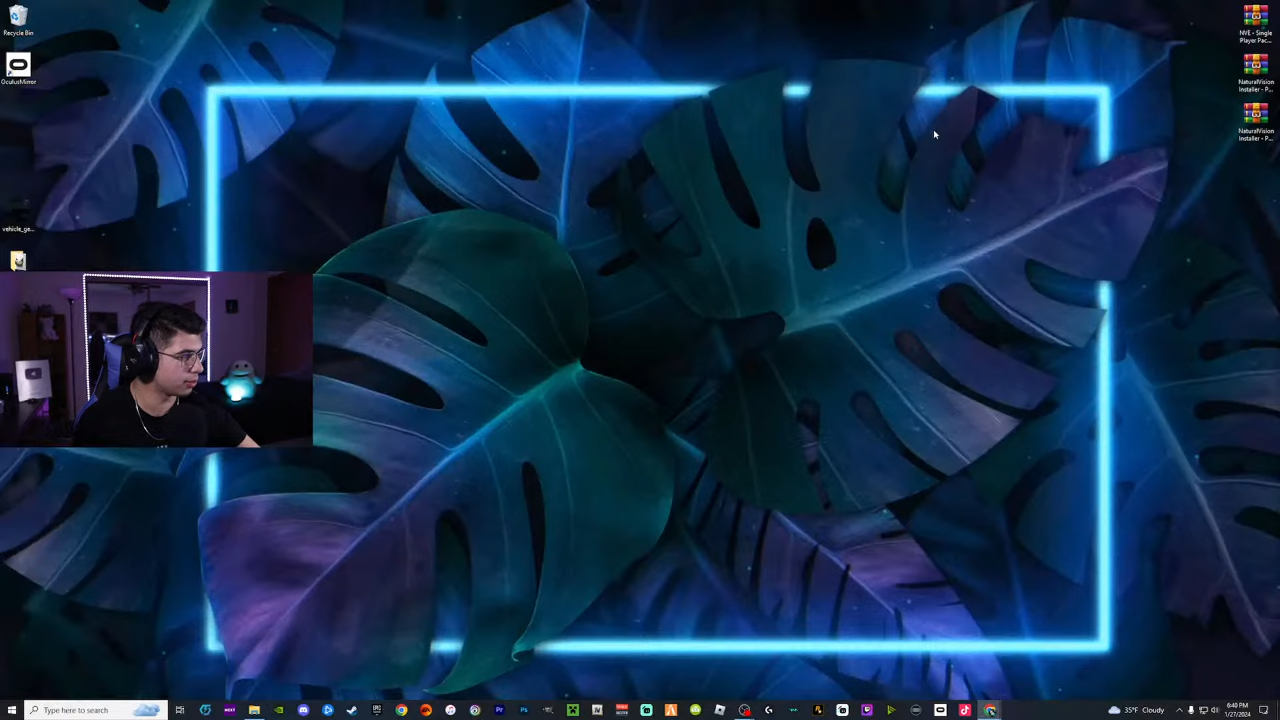 Recycle Bin
OculusMirror
vehicle_ge...
NVE - Single
Player Pac...
NaturalVision
Installer - P...
NaturalVision
Installer - P...
Type here to search
35°F Cloudy
6:40 PM
1/27/2024